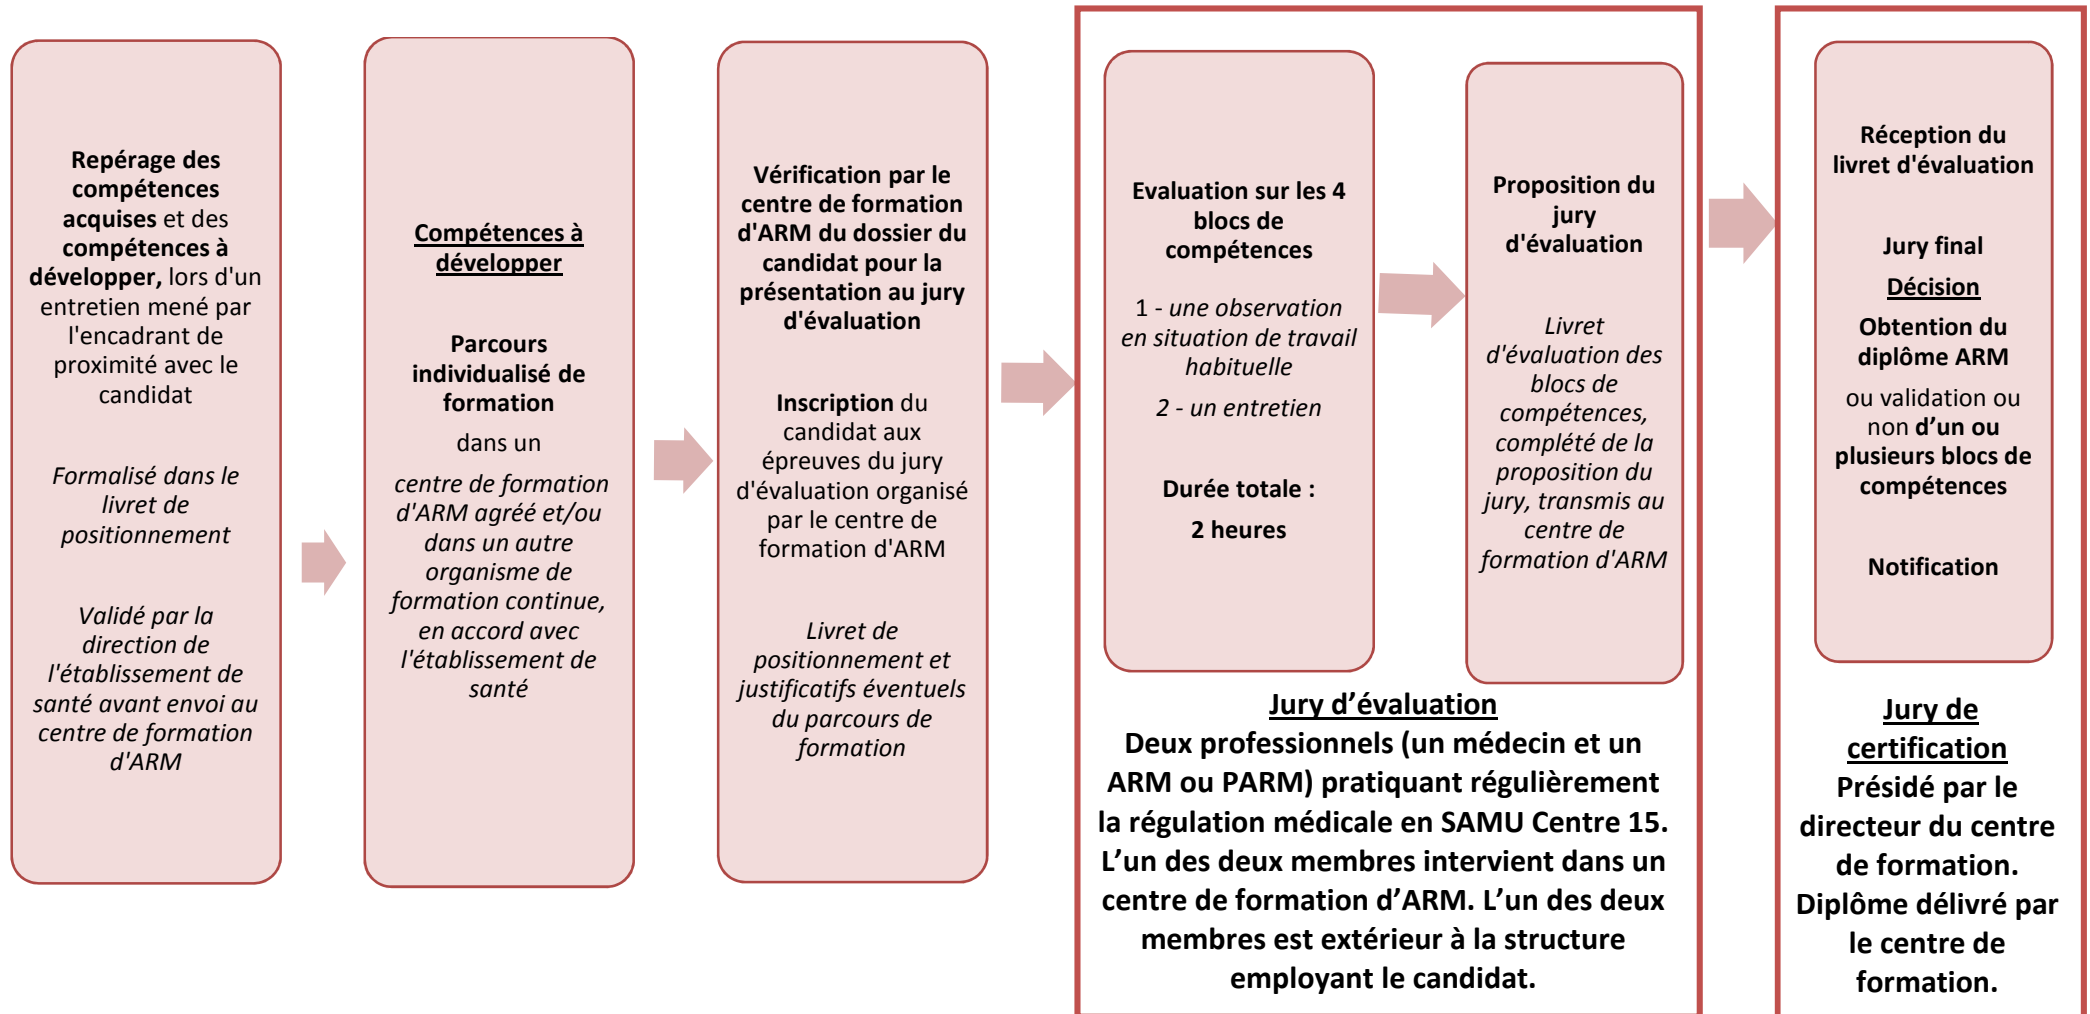 Repérage des
compétences
acquises et des
compétences à
développer, lors d'un
entretien mené par
l'encadrant de
proximité avec le
candidat
Formalisé dans le
livret de
positionnement
Validé par la
direction de
l'établissement de
santé avant envoi au
centre de formation
d'ARM
Compétences à
développer
Parcours
individualisé de
formation
dans un
centre de formation
d'ARM agréé et/ou
dans un autre
organisme de
formation continue,
en accord avec
l'établissement de
santé
Vérification par le
centre de formation
d'ARM du dossier du
candidat pour la
présentation au jury
d'évaluation
Inscription du
candidat aux
épreuves du jury
d'évaluation organisé
par le centre de
formation d'ARM
Livret de
positionnement et
justificatifs éventuels
du parcours de
formation
Evaluation sur les 4
blocs de
compétences
1 - une observation
en situation de travail
habituelle
2 - un entretien
Durée totale :
2 heures
Proposition du
jury
d'évaluation
Livret
d'évaluation des
blocs de
compétences,
complété de la
proposition du
jury, transmis au
centre de
formation d'ARM
Jury d’évaluation
Deux professionnels (un médecin et un
ARM ou PARM) pratiquant régulièrement
la régulation médicale en SAMU Centre 15.
L’un des deux membres intervient dans un
centre de formation d’ARM. L’un des deux
membres est extérieur à la structure
employant le candidat.
Réception du
livret d'évaluation
Jury final
Décision
Obtention du
diplôme ARM
ou validation ou
non d’un ou
plusieurs blocs de
compétences
Notification
Jury de
certification
Présidé par le
directeur du centre
de formation.
Diplôme délivré par
le centre de
formation.